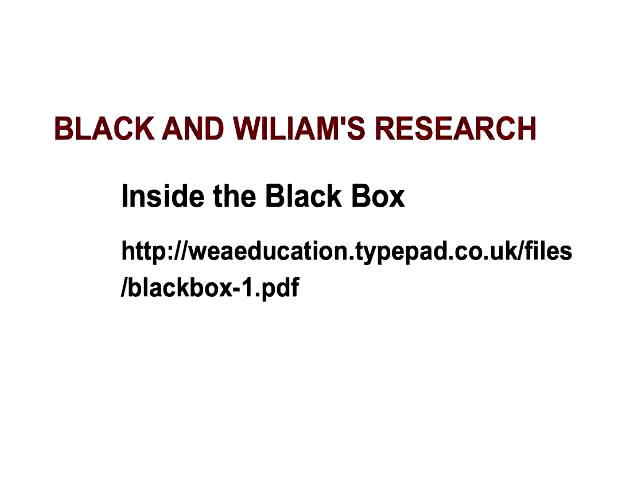 BLACK AND WILIAM'S RESEARCH
Inside the Black Box
http://weaeducation.typepad.co.uk/files
/blackbox-1.pdf